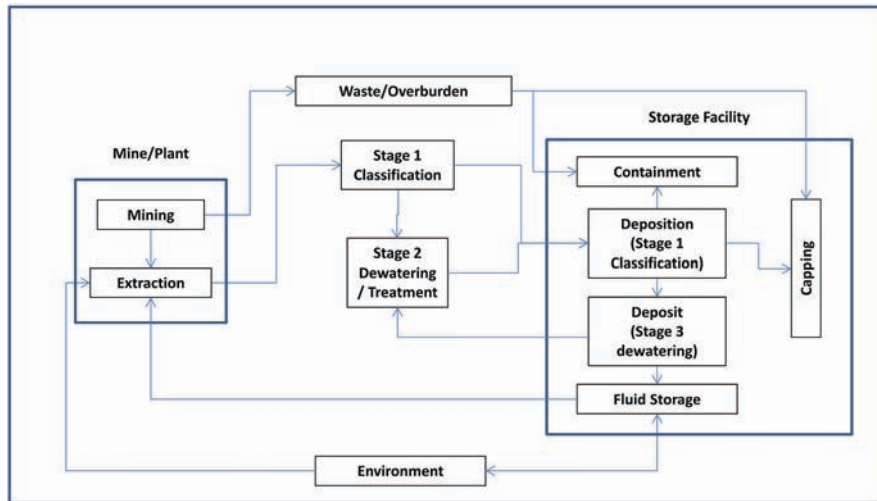 Waste/Overburden
Storage Facility
Mine/Plant
Stage 1
Classification
Containment
Mining
Deposition
(Stage 1
Classification)
Capping
Stage 2
Dewatering
/ Treatment
Extraction
Deposit
(Stage 3
dewatering)
Fluid Storage
Environment